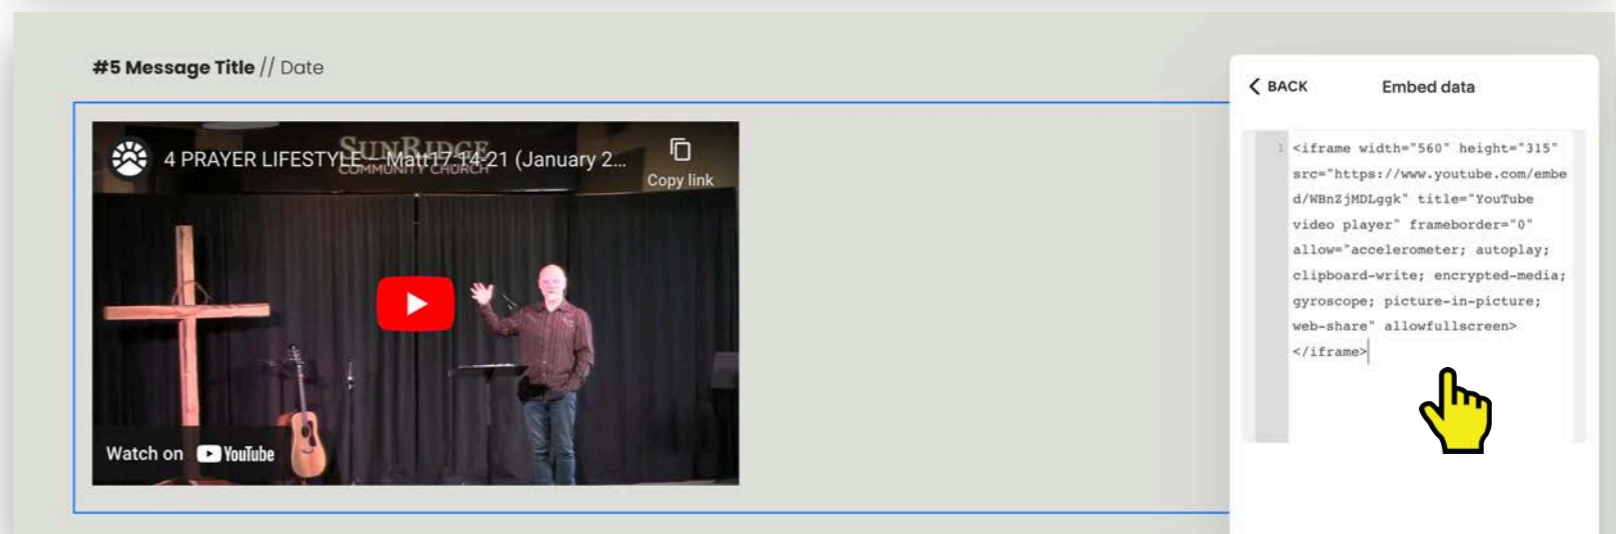 #5 Message Title // Date
SUNRIDGE
COMMUNITY CHURCH
4 PRAYER LIFESTYLE -- Matt17:14-21 (January 2...
Copy link
Watch on YouTube
BACK
Embed data
1 <iframe width="560" height="315"
src="https://www.youtube.com/embe
d/WBnZjMDLggk" title="YouTube
video player" frameborder="0"
allow="accelerometer; autoplay;
clipboard-write; encrypted-media;
gyroscope; picture-in-picture;
web-share" allowfullscreen>
</iframe>